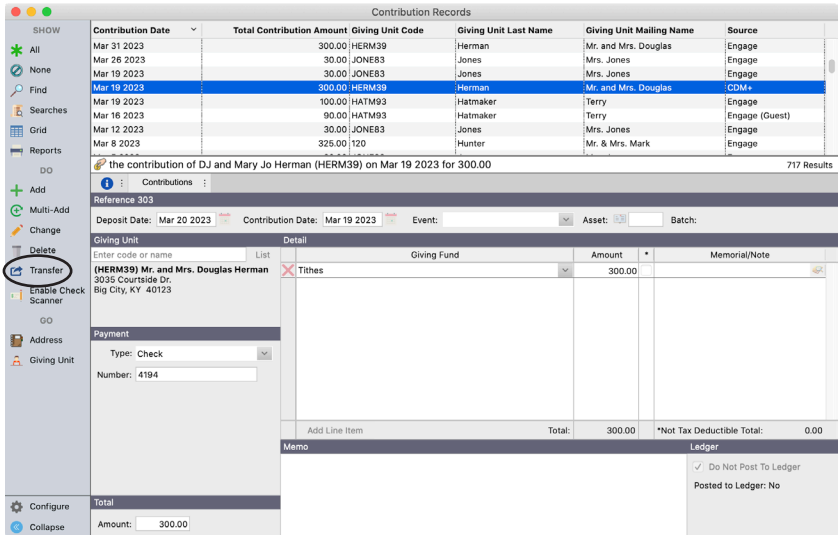 Contribution Records
SHOW
All
None
Find
Searches
Grid
Reports
DO
Add
Multi-Add
Change
Delete
Transfer
Enable Check
Scanner
GO
Address
Giving Unit
Configure
Collapse
Contribution Date Total Contribution Amount Giving Unit Code Giving Unit Last Name Giving Unit Mailing Name Source
Mar 31 2023 300.00 HERM39 Herman Mr. and Mrs. Douglas Engage
Mar 26 2023 30.00 JONE83 Jones Mrs. Jones Engage
Mar 19 2023 30.00 JONE83 Jones Mrs. Jones Engage
Mar 19 2023 300.00 HERM39 Herman Mr. and Mrs. Douglas CDM+
Mar 19 2023 100.00 HATM93 Hatmaker Terry Engage
Mar 16 2023 90.00 HATM93 Hatmaker Terry Engage (Guest)
Mar 12 2023 30.00 JONE83 Jones Mrs. Jones Engage
Mar 8 2023 325.00 120 Hunter Mr. & Mrs. Mark Engage
the contribution of DJ and Mary Jo Herman (HERM39) on Mar 19 2023 for 300.00 717 Results
Contributions
Reference 303
Deposit Date: Mar 20 2023 Contribution Date: Mar 19 2023 Event: Asset: Batch:
Giving Unit
Enter code or name List
(HERM39) Mr. and Mrs. Douglas Herman
3035 Courtside Dr.
Big City, KY 40123
Payment
Type: Check
Number: 4194
Total
Amount: 300.00
Detail
Giving Fund Amount * Memorial/Note
Tithes 300.00
Add Line Item Total: 300.00 *Not Tax Deductible Total: 0.00
Memo
Ledger
Do Not Post To Ledger
Posted to Ledger: No